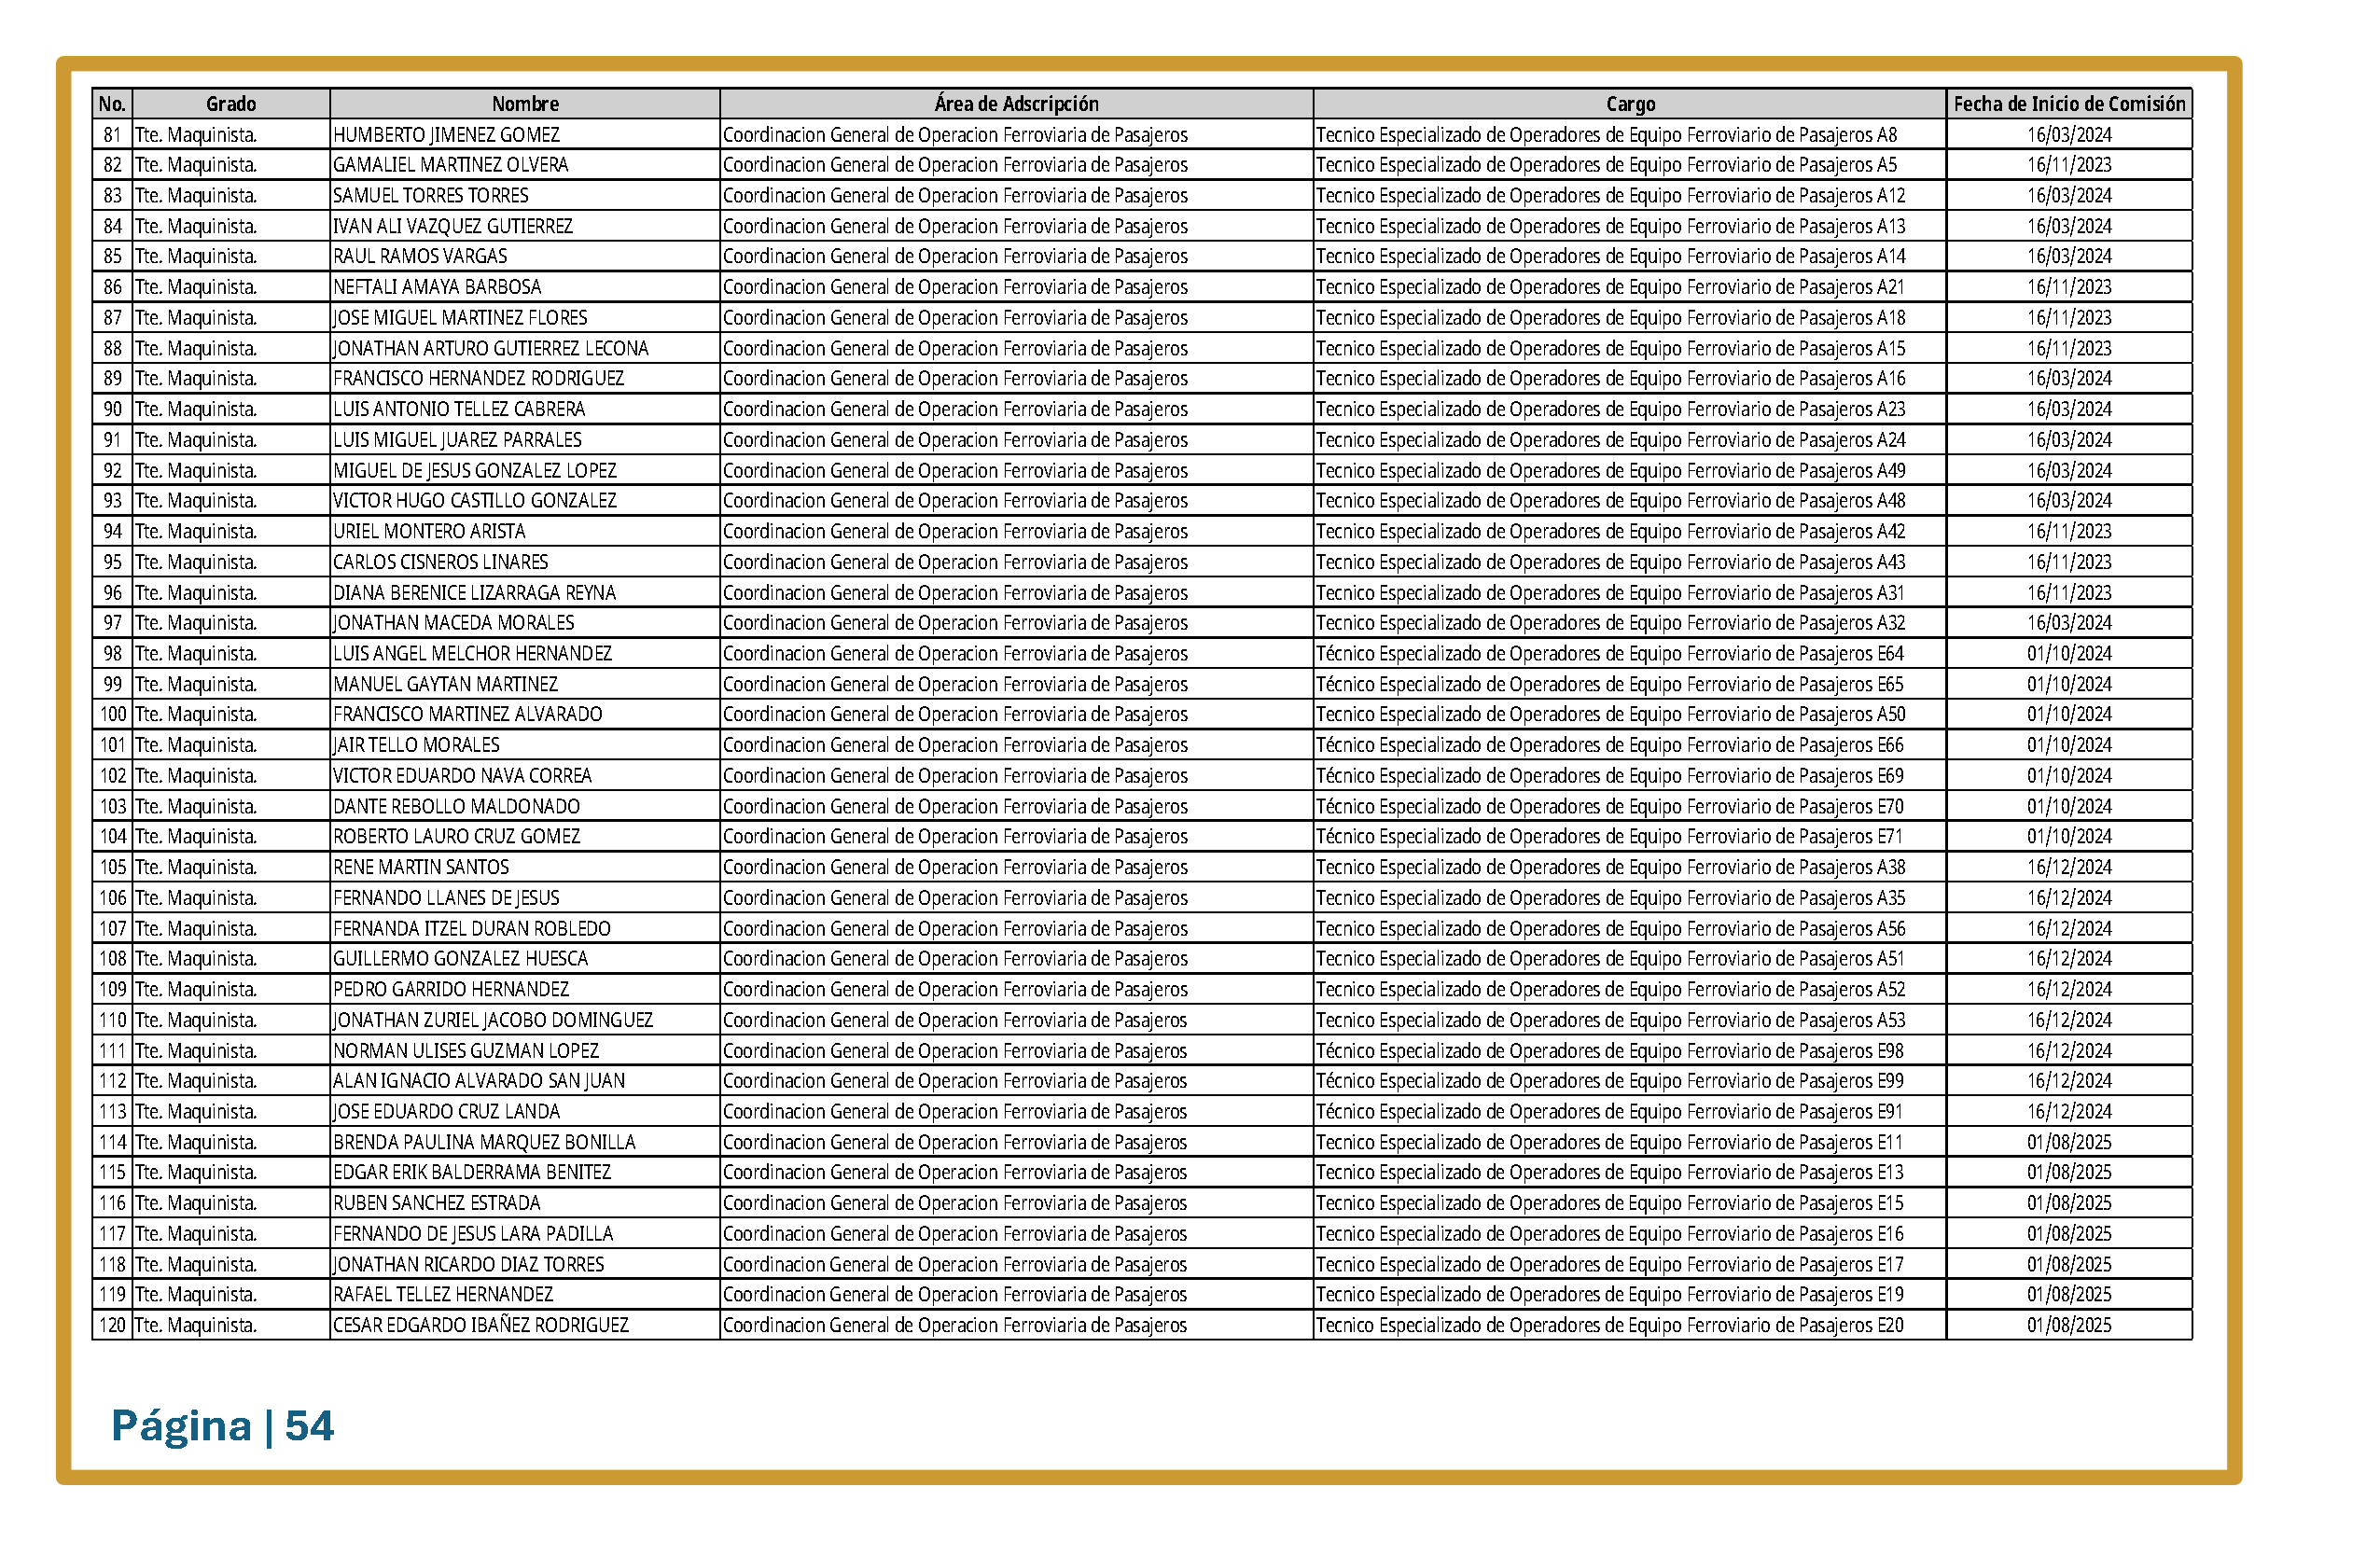 No. Grado Nombre Área de Adscripción Cargo Fecha de Inicio de Comisión
81 Tte. Maquinista. HUMBERTO JIMENEZ GOMEZ Coordinacion General de Operacion Ferroviaria de Pasajeros Tecnico Especializado de Operadores de Equipo Ferroviario de Pasajeros A8 16/03/2024
82 Tte. Maquinista. GAMALIEL MARTINEZ OLVERA Coordinacion General de Operacion Ferroviaria de Pasajeros Tecnico Especializado de Operadores de Equipo Ferroviario de Pasajeros A5 16/11/2023
83 Tte. Maquinista. SAMUEL TORRES TORRES Coordinacion General de Operacion Ferroviaria de Pasajeros Tecnico Especializado de Operadores de Equipo Ferroviario de Pasajeros A12 16/03/2024
84 Tte. Maquinista. IVAN ALI VAZQUEZ GUTIERREZ Coordinacion General de Operacion Ferroviaria de Pasajeros Tecnico Especializado de Operadores de Equipo Ferroviario de Pasajeros A13 16/03/2024
85 Tte. Maquinista. RAUL RAMOS VARGAS Coordinacion General de Operacion Ferroviaria de Pasajeros Tecnico Especializado de Operadores de Equipo Ferroviario de Pasajeros A14 16/03/2024
86 Tte. Maquinista. NEFTALI AMAYA BARBOSA Coordinacion General de Operacion Ferroviaria de Pasajeros Tecnico Especializado de Operadores de Equipo Ferroviario de Pasajeros A21 16/11/2023
87 Tte. Maquinista. JOSE MIGUEL MARTINEZ FLORES Coordinacion General de Operacion Ferroviaria de Pasajeros Tecnico Especializado de Operadores de Equipo Ferroviario de Pasajeros A18 16/11/2023
88 Tte. Maquinista. JONATHAN ARTURO GUTIERREZ LECONA Coordinacion General de Operacion Ferroviaria de Pasajeros Tecnico Especializado de Operadores de Equipo Ferroviario de Pasajeros A15 16/11/2023
89 Tte. Maquinista. FRANCISCO HERNANDEZ RODRIGUEZ Coordinacion General de Operacion Ferroviaria de Pasajeros Tecnico Especializado de Operadores de Equipo Ferroviario de Pasajeros A16 16/03/2024
90 Tte. Maquinista. LUIS ANTONIO TELLEZ CABRERA Coordinacion General de Operacion Ferroviaria de Pasajeros Tecnico Especializado de Operadores de Equipo Ferroviario de Pasajeros A23 16/03/2024
91 Tte. Maquinista. LUIS MIGUEL JUAREZ PARRALES Coordinacion General de Operacion Ferroviaria de Pasajeros Tecnico Especializado de Operadores de Equipo Ferroviario de Pasajeros A24 16/03/2024
92 Tte. Maquinista. MIGUEL DE JESUS GONZALEZ LOPEZ Coordinacion General de Operacion Ferroviaria de Pasajeros Tecnico Especializado de Operadores de Equipo Ferroviario de Pasajeros A49 16/03/2024
93 Tte. Maquinista. VICTOR HUGO CASTILLO GONZALEZ Coordinacion General de Operacion Ferroviaria de Pasajeros Tecnico Especializado de Operadores de Equipo Ferroviario de Pasajeros A48 16/03/2024
94 Tte. Maquinista. URIEL MONTERO ARISTA Coordinacion General de Operacion Ferroviaria de Pasajeros Tecnico Especializado de Operadores de Equipo Ferroviario de Pasajeros A42 16/11/2023
95 Tte. Maquinista. CARLOS CISNEROS LINARES Coordinacion General de Operacion Ferroviaria de Pasajeros Tecnico Especializado de Operadores de Equipo Ferroviario de Pasajeros A43 16/11/2023
96 Tte. Maquinista. DIANA BERENICE LIZARRAGA REYNA Coordinacion General de Operacion Ferroviaria de Pasajeros Tecnico Especializado de Operadores de Equipo Ferroviario de Pasajeros A31 16/11/2023
97 Tte. Maquinista. JONATHAN MACEDA MORALES Coordinacion General de Operacion Ferroviaria de Pasajeros Tecnico Especializado de Operadores de Equipo Ferroviario de Pasajeros A32 16/03/2024
98 Tte. Maquinista. LUIS ANGEL MELCHOR HERNANDEZ Coordinacion General de Operacion Ferroviaria de Pasajeros Técnico Especializado de Operadores de Equipo Ferroviario de Pasajeros E64 01/10/2024
99 Tte. Maquinista. MANUEL GAYTAN MARTINEZ Coordinacion General de Operacion Ferroviaria de Pasajeros Técnico Especializado de Operadores de Equipo Ferroviario de Pasajeros E65 01/10/2024
100 Tte. Maquinista. FRANCISCO MARTINEZ ALVARADO Coordinacion General de Operacion Ferroviaria de Pasajeros Tecnico Especializado de Operadores de Equipo Ferroviario de Pasajeros A50 01/10/2024
101 Tte. Maquinista. JAIR TELLO MORALES Coordinacion General de Operacion Ferroviaria de Pasajeros Técnico Especializado de Operadores de Equipo Ferroviario de Pasajeros E66 01/10/2024
102 Tte. Maquinista. VICTOR EDUARDO NAVA CORREA Coordinacion General de Operacion Ferroviaria de Pasajeros Técnico Especializado de Operadores de Equipo Ferroviario de Pasajeros E69 01/10/2024
103 Tte. Maquinista. DANTE REBOLLO MALDONADO Coordinacion General de Operacion Ferroviaria de Pasajeros Técnico Especializado de Operadores de Equipo Ferroviario de Pasajeros E70 01/10/2024
104 Tte. Maquinista. ROBERTO LAURO CRUZ GOMEZ Coordinacion General de Operacion Ferroviaria de Pasajeros Técnico Especializado de Operadores de Equipo Ferroviario de Pasajeros E71 01/10/2024
105 Tte. Maquinista. RENE MARTIN SANTOS Coordinacion General de Operacion Ferroviaria de Pasajeros Tecnico Especializado de Operadores de Equipo Ferroviario de Pasajeros A38 16/12/2024
106 Tte. Maquinista. FERNANDO LLANES DE JESUS Coordinacion General de Operacion Ferroviaria de Pasajeros Tecnico Especializado de Operadores de Equipo Ferroviario de Pasajeros A35 16/12/2024
107 Tte. Maquinista. FERNANDA ITZEL DURAN ROBLEDO Coordinacion General de Operacion Ferroviaria de Pasajeros Tecnico Especializado de Operadores de Equipo Ferroviario de Pasajeros A56 16/12/2024
108 Tte. Maquinista. GUILLERMO GONZALEZ HUESCA Coordinacion General de Operacion Ferroviaria de Pasajeros Tecnico Especializado de Operadores de Equipo Ferroviario de Pasajeros A51 16/12/2024
109 Tte. Maquinista. PEDRO GARRIDO HERNANDEZ Coordinacion General de Operacion Ferroviaria de Pasajeros Tecnico Especializado de Operadores de Equipo Ferroviario de Pasajeros A52 16/12/2024
110 Tte. Maquinista. JONATHAN ZURIEL JACOBO DOMINGUEZ Coordinacion General de Operacion Ferroviaria de Pasajeros Tecnico Especializado de Operadores de Equipo Ferroviario de Pasajeros A53 16/12/2024
111 Tte. Maquinista. NORMAN ULISES GUZMAN LOPEZ Coordinacion General de Operacion Ferroviaria de Pasajeros Técnico Especializado de Operadores de Equipo Ferroviario de Pasajeros E98 16/12/2024
112 Tte. Maquinista. ALAN IGNACIO ALVARADO SAN JUAN Coordinacion General de Operacion Ferroviaria de Pasajeros Técnico Especializado de Operadores de Equipo Ferroviario de Pasajeros E99 16/12/2024
113 Tte. Maquinista. JOSE EDUARDO CRUZ LANDA Coordinacion General de Operacion Ferroviaria de Pasajeros Técnico Especializado de Operadores de Equipo Ferroviario de Pasajeros E91 16/12/2024
114 Tte. Maquinista. BRENDA PAULINA MARQUEZ BONILLA Coordinacion General de Operacion Ferroviaria de Pasajeros Tecnico Especializado de Operadores de Equipo Ferroviario de Pasajeros E11 01/08/2025
115 Tte. Maquinista. EDGAR ERIK BALDERRAMA BENITEZ Coordinacion General de Operacion Ferroviaria de Pasajeros Tecnico Especializado de Operadores de Equipo Ferroviario de Pasajeros E13 01/08/2025
116 Tte. Maquinista. RUBEN SANCHEZ ESTRADA Coordinacion General de Operacion Ferroviaria de Pasajeros Tecnico Especializado de Operadores de Equipo Ferroviario de Pasajeros E15 01/08/2025
117 Tte. Maquinista. FERNANDO DE JESUS LARA PADILLA Coordinacion General de Operacion Ferroviaria de Pasajeros Tecnico Especializado de Operadores de Equipo Ferroviario de Pasajeros E16 01/08/2025
118 Tte. Maquinista. JONATHAN RICARDO DIAZ TORRES Coordinacion General de Operacion Ferroviaria de Pasajeros Tecnico Especializado de Operadores de Equipo Ferroviario de Pasajeros E17 01/08/2025
119 Tte. Maquinista. RAFAEL TELLEZ HERNANDEZ Coordinacion General de Operacion Ferroviaria de Pasajeros Tecnico Especializado de Operadores de Equipo Ferroviario de Pasajeros E19 01/08/2025
120 Tte. Maquinista. CESAR EDGARDO IBAÑEZ RODRIGUEZ Coordinacion General de Operacion Ferroviaria de Pasajeros Tecnico Especializado de Operadores de Equipo Ferroviario de Pasajeros E20 01/08/2025
Página | 54